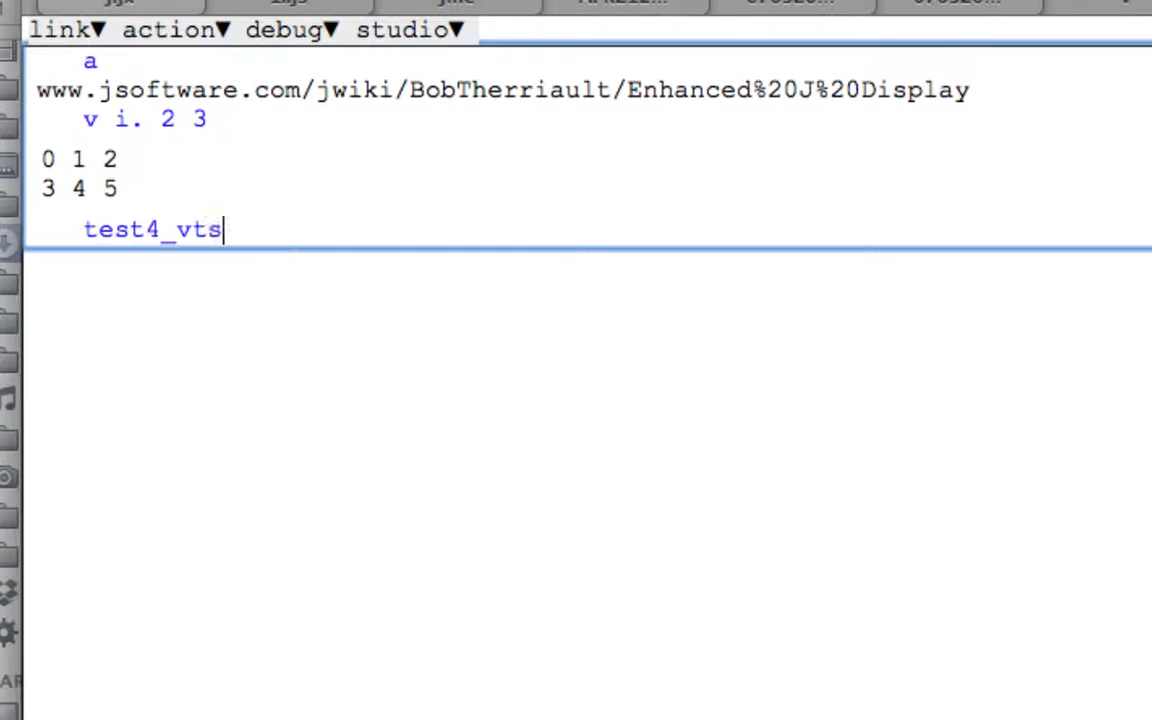 link▼ action▼ debug▼ studio▼
a
www.jsoftware.com/jwiki/BobTherriault/Enhanced%20J%20Display
v i. 2 3
0 1 2
3 4 5
test4_vts